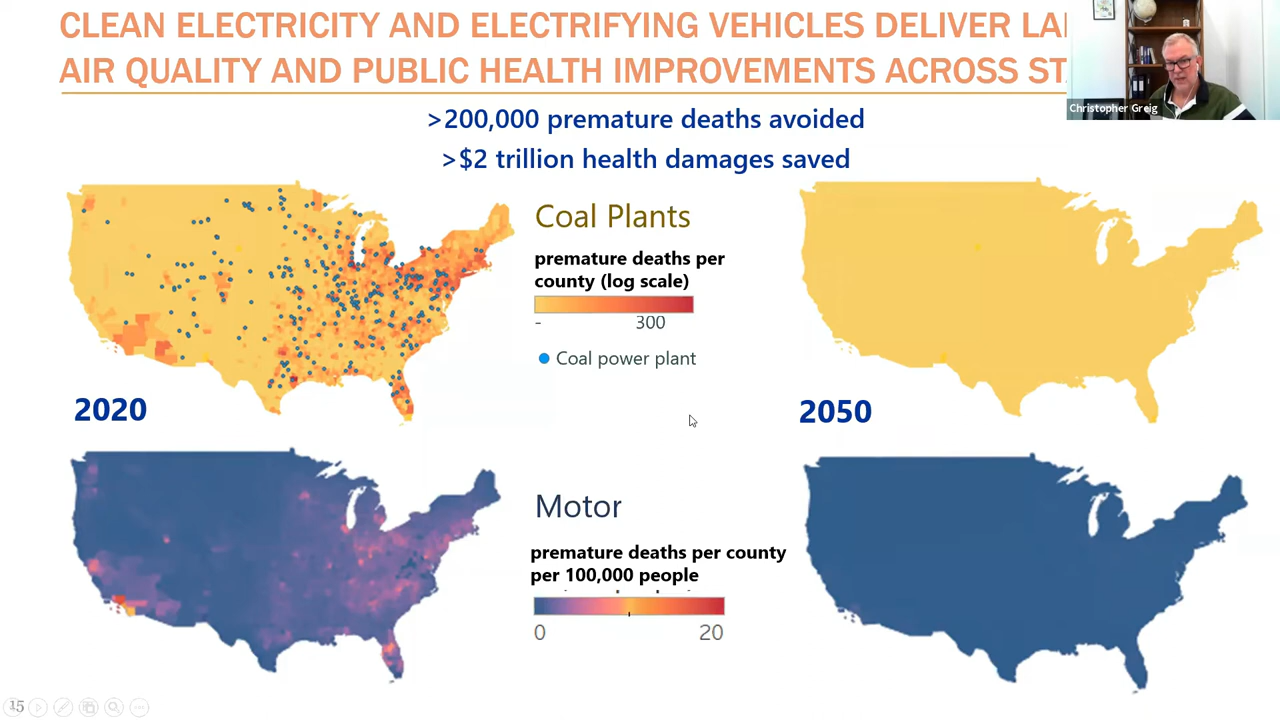 CLEAN ELECTRICITY AND ELECTRIFYING VEHICLES DELIVER
AIR QUALITY AND PUBLIC HEALTH IMPROVEMENTS ACROSS
Christopher Greig
>200,000 premature deaths avoided
>$2 trillion health damages saved
Coal Plants
premature deaths per
county (log scale)
- 300
Coal power plant
2020
2050
Motor
premature deaths per county
per 100,000 people
0 20
15